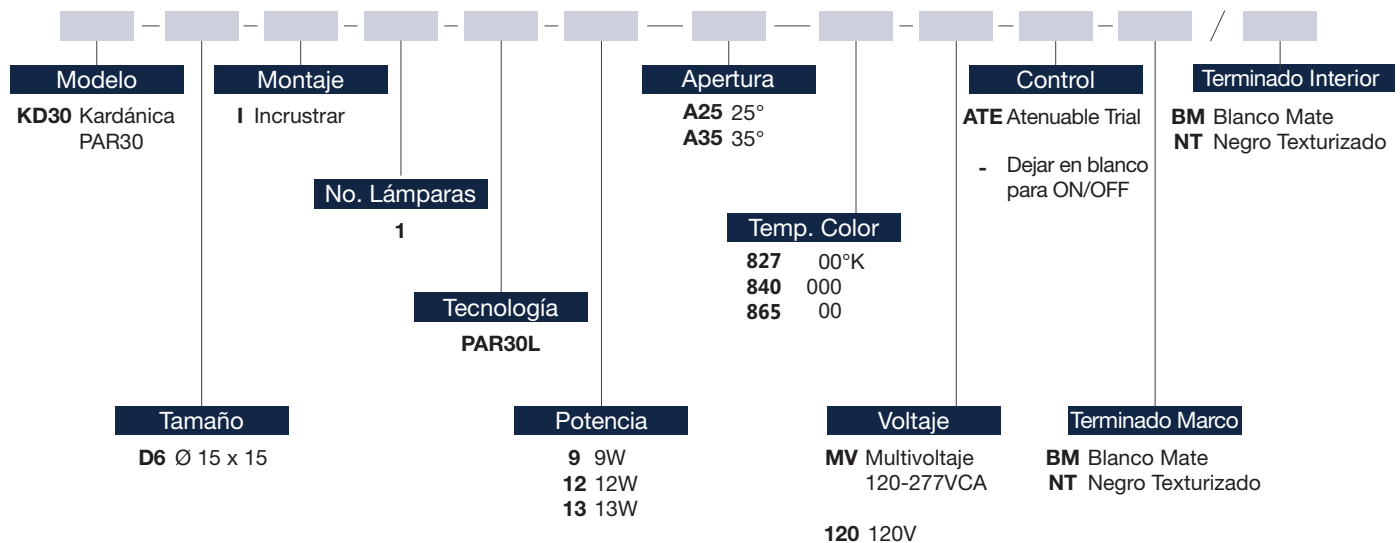 Modelo
KD30 Kardánica
PAR30
Montaje
I Incrustar
Apertura
A25 25°
A35 35°
Control
ATE Atenuable Trial
- Dejar en blanco
para ON/OFF
Terminado Interior
BM Blanco Mate
NT Negro Texturizado
/
No. Lámparas
1
Temp. Color
827 00°K
840 000
865 00
Tecnología
PAR30L
Tamaño
D6 Ø 15 x 15
Potencia
9 9W
12 12W
13 13W
Voltaje
MV Multivoltaje
120-277VCA
120 120V
Terminado Marco
BM Blanco Mate
NT Negro Texturizado